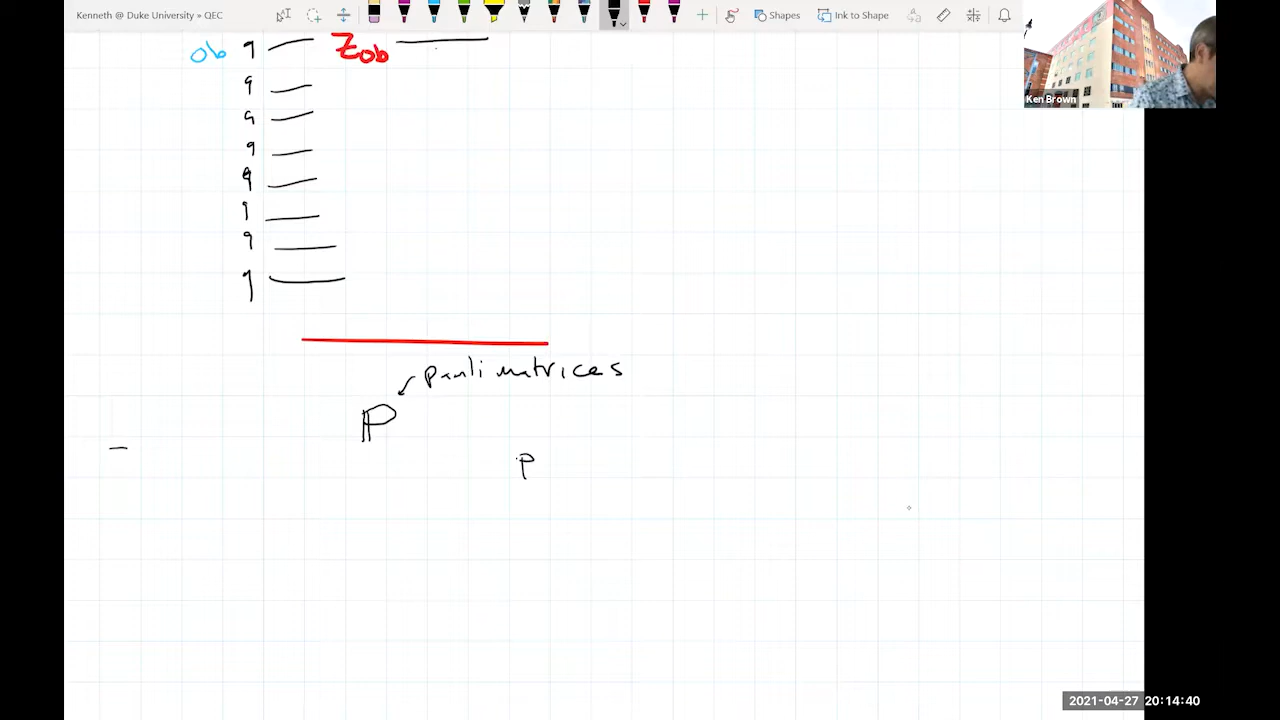 Kenneth @ Duke University » QEC
Shapes
Ink to Shape
Ken Brown
ob q Zob
q
q
q
q
q
q
q
Pauli matrices
P
P
2021-04-27 20:14:40